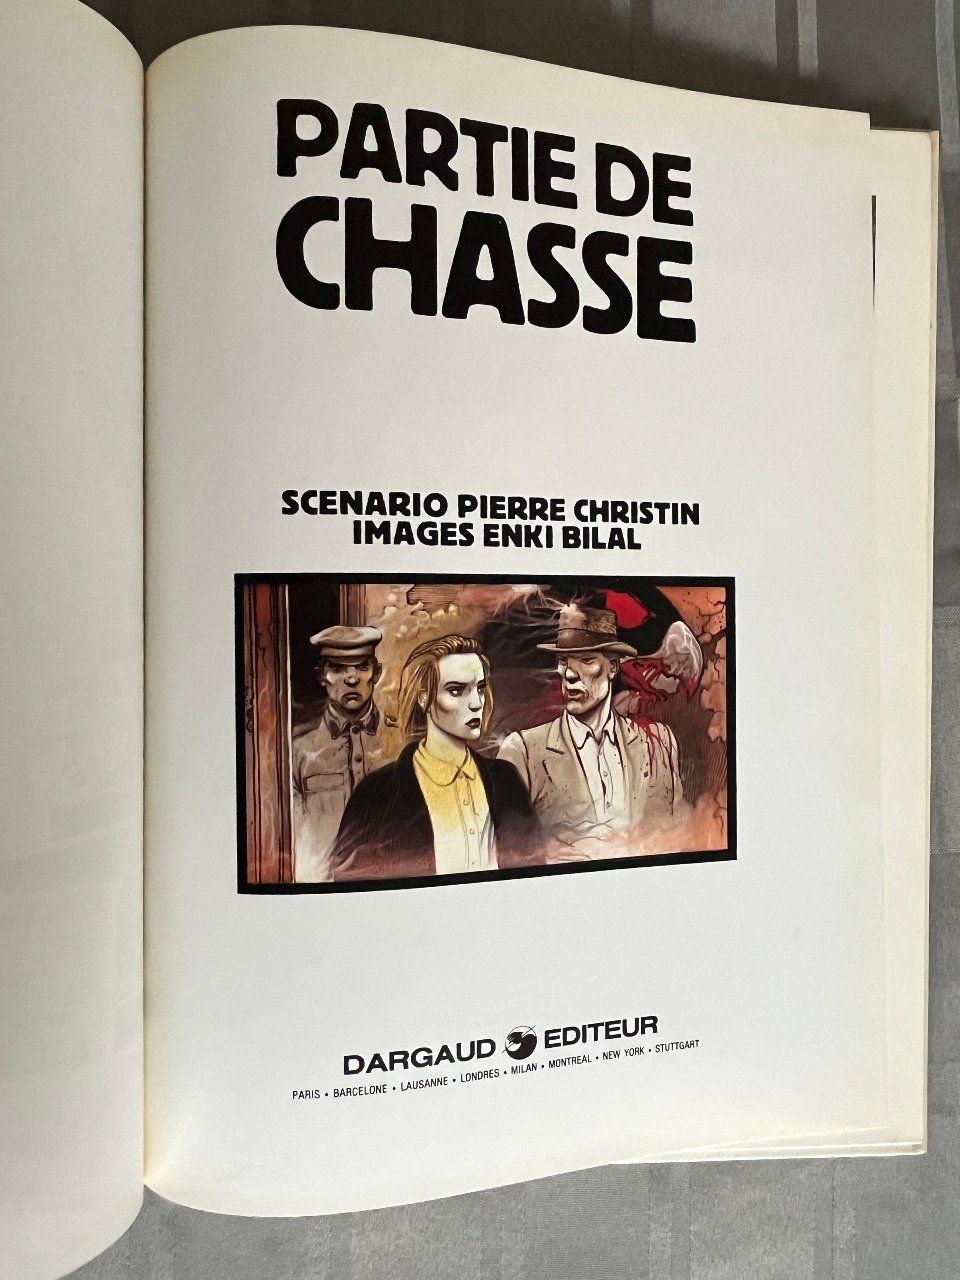 PARTIE DE
CHASSE
SCENARIO PIERRE CHRISTIN
IMAGES ENKI BILAL
DARGAUD EDITEUR
PARIS • BARCELONE • LAUSANNE • LONDRES • MILAN • MONTREAL • NEW YORK • STUTTGART